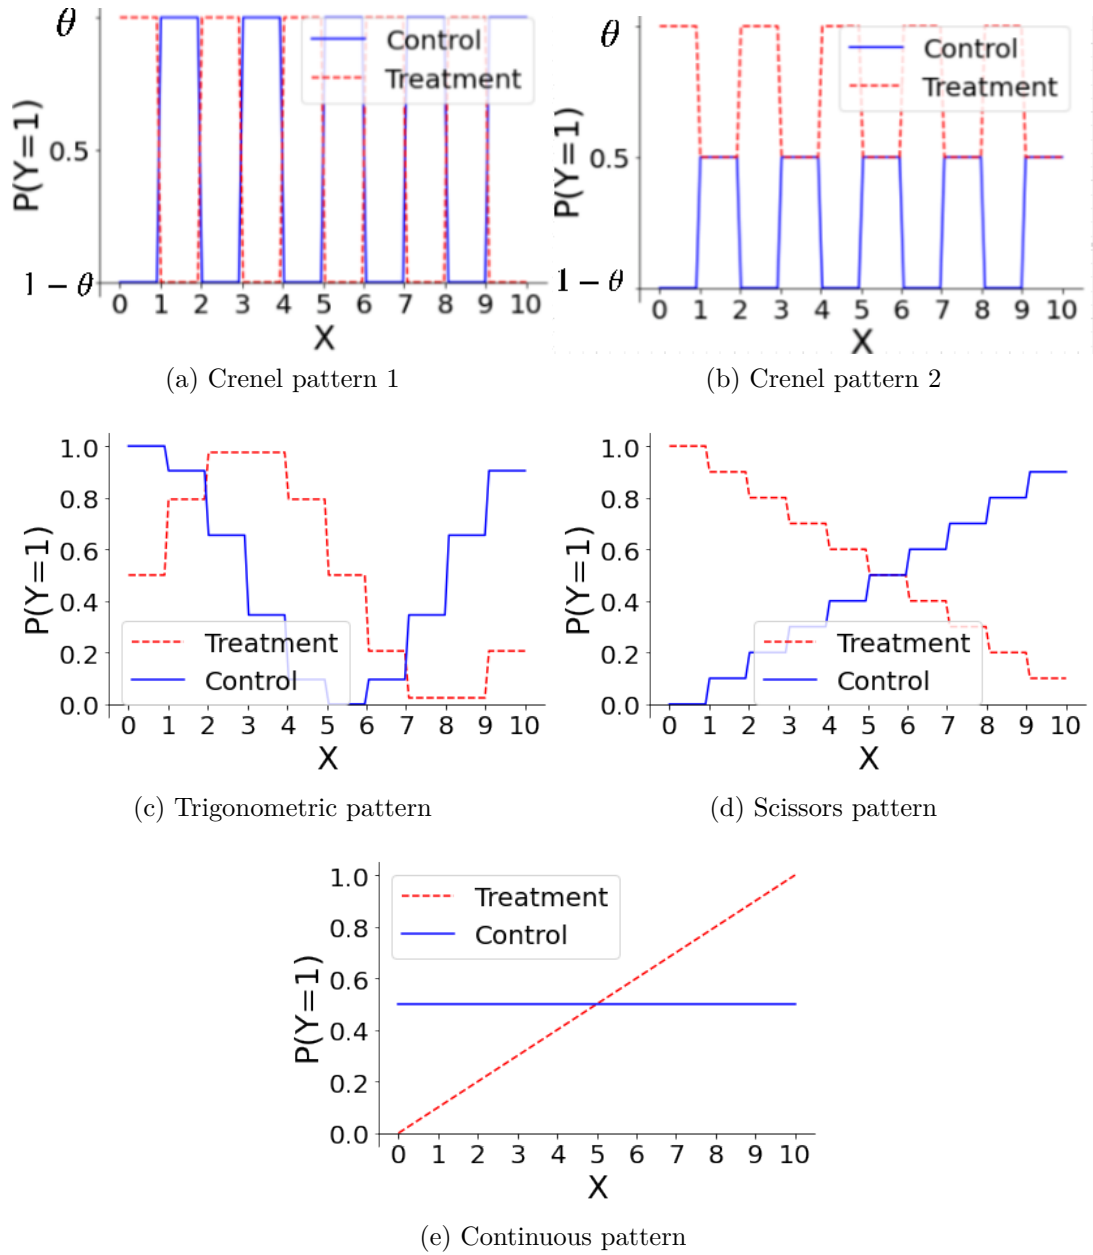 θ
P(Y=1)
0.5
1 − θ
Control
Treatment
0 1 2 3 4 5 6 7 8 9 10
X
(a) Crenel pattern 1
θ
P(Y=1)
0.5
1 − θ
Control
Treatment
0 1 2 3 4 5 6 7 8 9 10
X
(b) Crenel pattern 2
1.0
0.8
0.6
0.4
0.2
0.0
P(Y=1)
Treatment
Control
0 1 2 3 4 5 6 7 8 9 10
X
(c) Trigonometric pattern
1.0
0.8
0.6
0.4
0.2
0.0
P(Y=1)
Treatment
Control
0 1 2 3 4 5 6 7 8 9 10
X
(d) Scissors pattern
1.0
0.8
0.6
0.4
0.2
0.0
P(Y=1)
Treatment
Control
0 1 2 3 4 5 6 7 8 9 10
X
(e) Continuous pattern